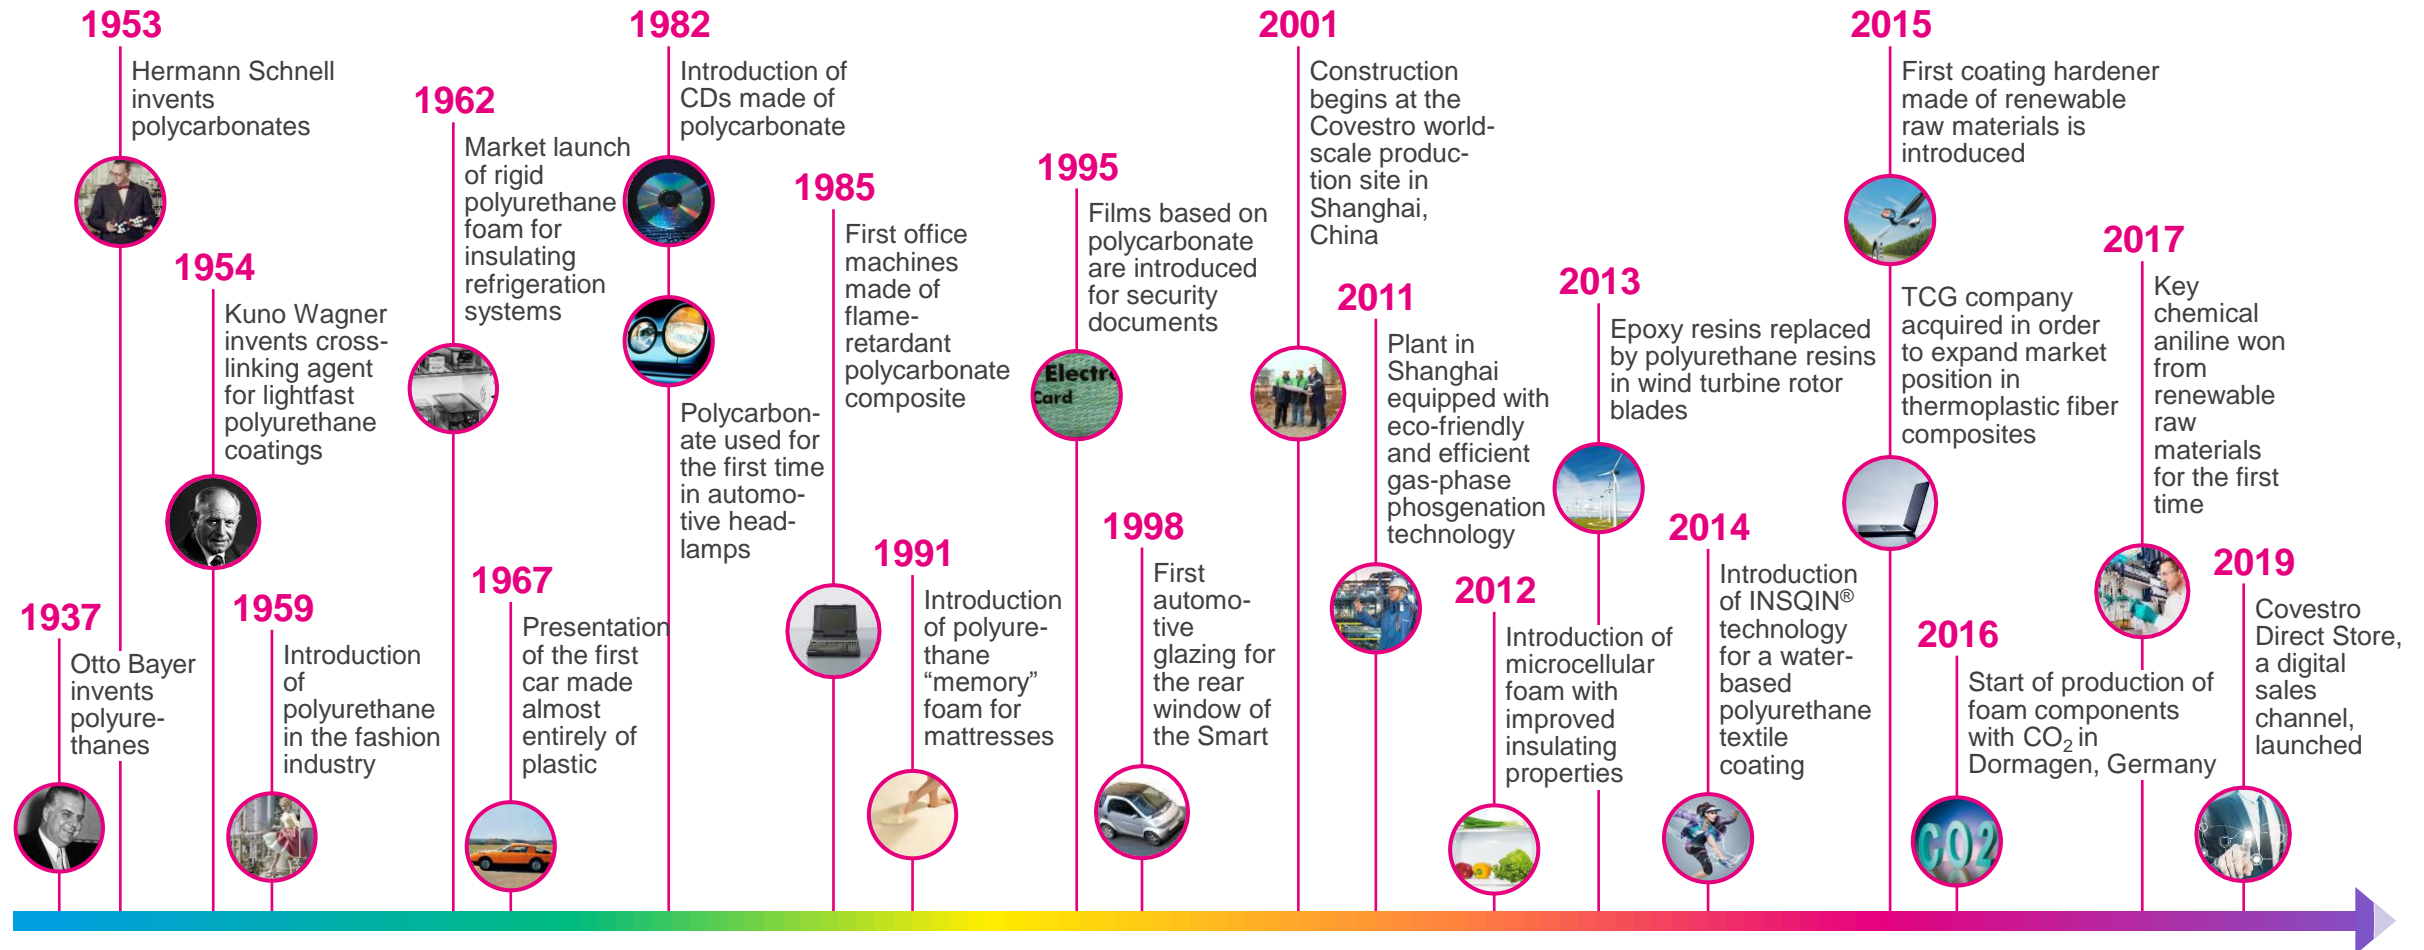 1937
Otto Bayer
invents
polyure-
thanes
1953
Hermann Schnell
invents
polycarbonates
1954
Kuno Wagner
invents cross-
linking agent
for lightfast
polyurethane
coatings
1959
Introduction
of
polyurethane
in the fashion
industry
1962
Market launch
of rigid
polyurethane
foam for
insulating
refrigeration
systems
1967
Presentation
of the first
car made
almost
entirely of
plastic
1982
Introduction of
CDs made of
polycarbonate
Polycarbon-
ate used for
the first time
in automo-
tive head-
lamps
1985
First office
machines
made of
flame-
retardant
polycarbonate
composite
1991
Introduction
of polyure-
thane
“memory”
foam for
mattresses
1995
Films based on
polycarbonate
are introduced
for security
documents
Electr
Card
1998
First
automo-
tive
glazing for
the rear
window of
the Smart
2001
Construction
begins at the
Covestro world-
scale produc-
tion site in
Shanghai,
China
2011
Plant in
Shanghai
equipped with
eco-friendly
and efficient
gas-phase
phosgenation
technology
2012
Introduction of
microcellular
foam with
improved
insulating
properties
2013
Epoxy resins replaced
by polyurethane resins
in wind turbine rotor
blades
2014
Introduction
of INSQIN®
technology
for a water-
based
polyurethane
textile
coating
2015
First coating hardener
made of renewable
raw materials is
introduced
TCG company
acquired in order
to expand market
position in
thermoplastic fiber
composites
2016
Start of production of
foam components
with CO₂ in
Dormagen, Germany
CO2
2017
Key
chemical
aniline won
from
renewable
raw
materials
for the first
time
2019
Covestro
Direct Store,
a digital
sales
channel,
launched